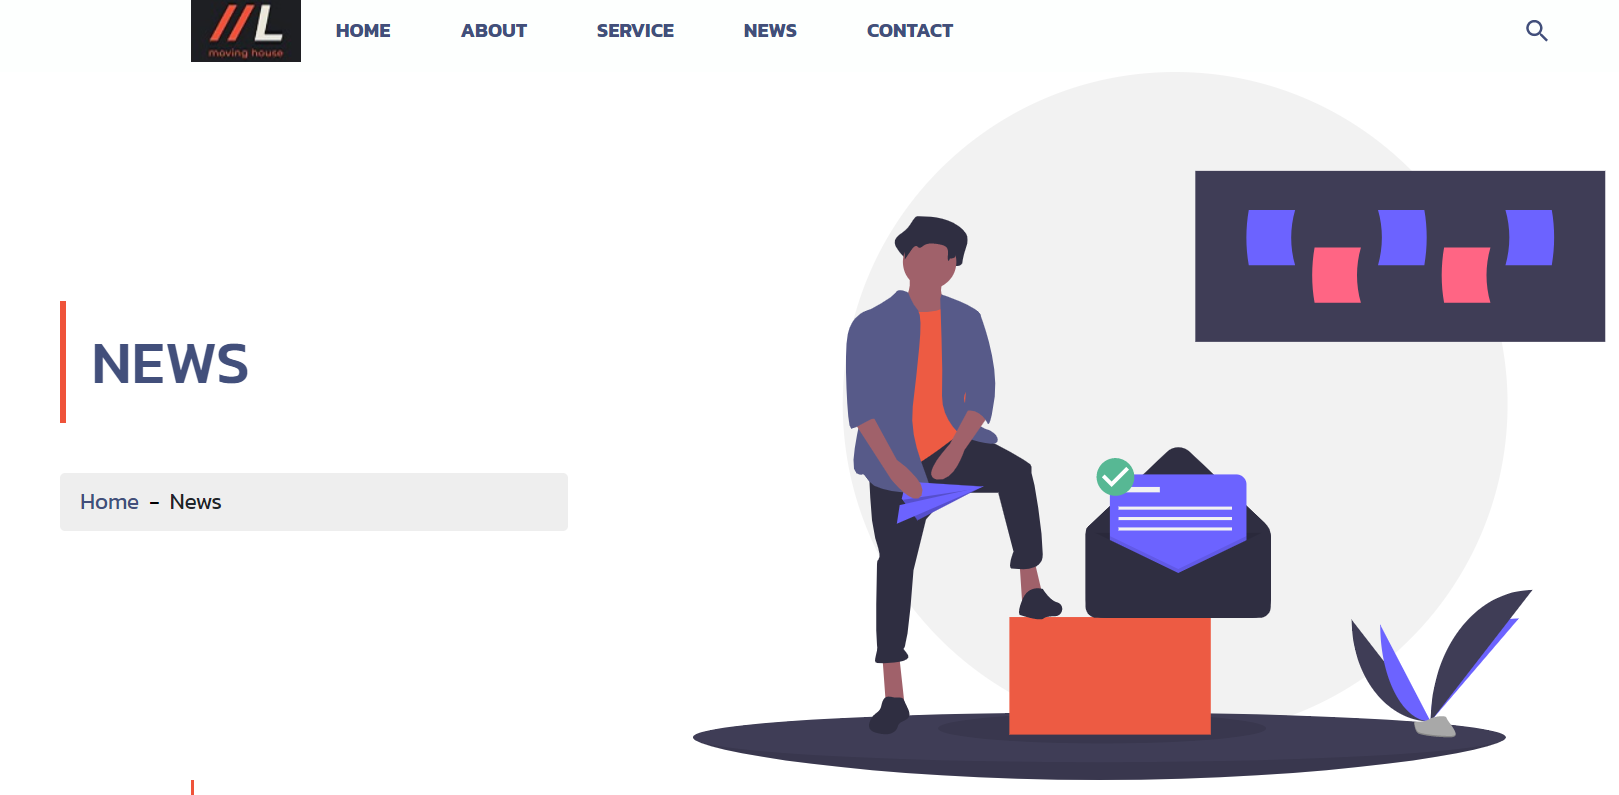 //L
moving house
HOME ABOUT SERVICE NEWS CONTACT
NEWS
Home - News